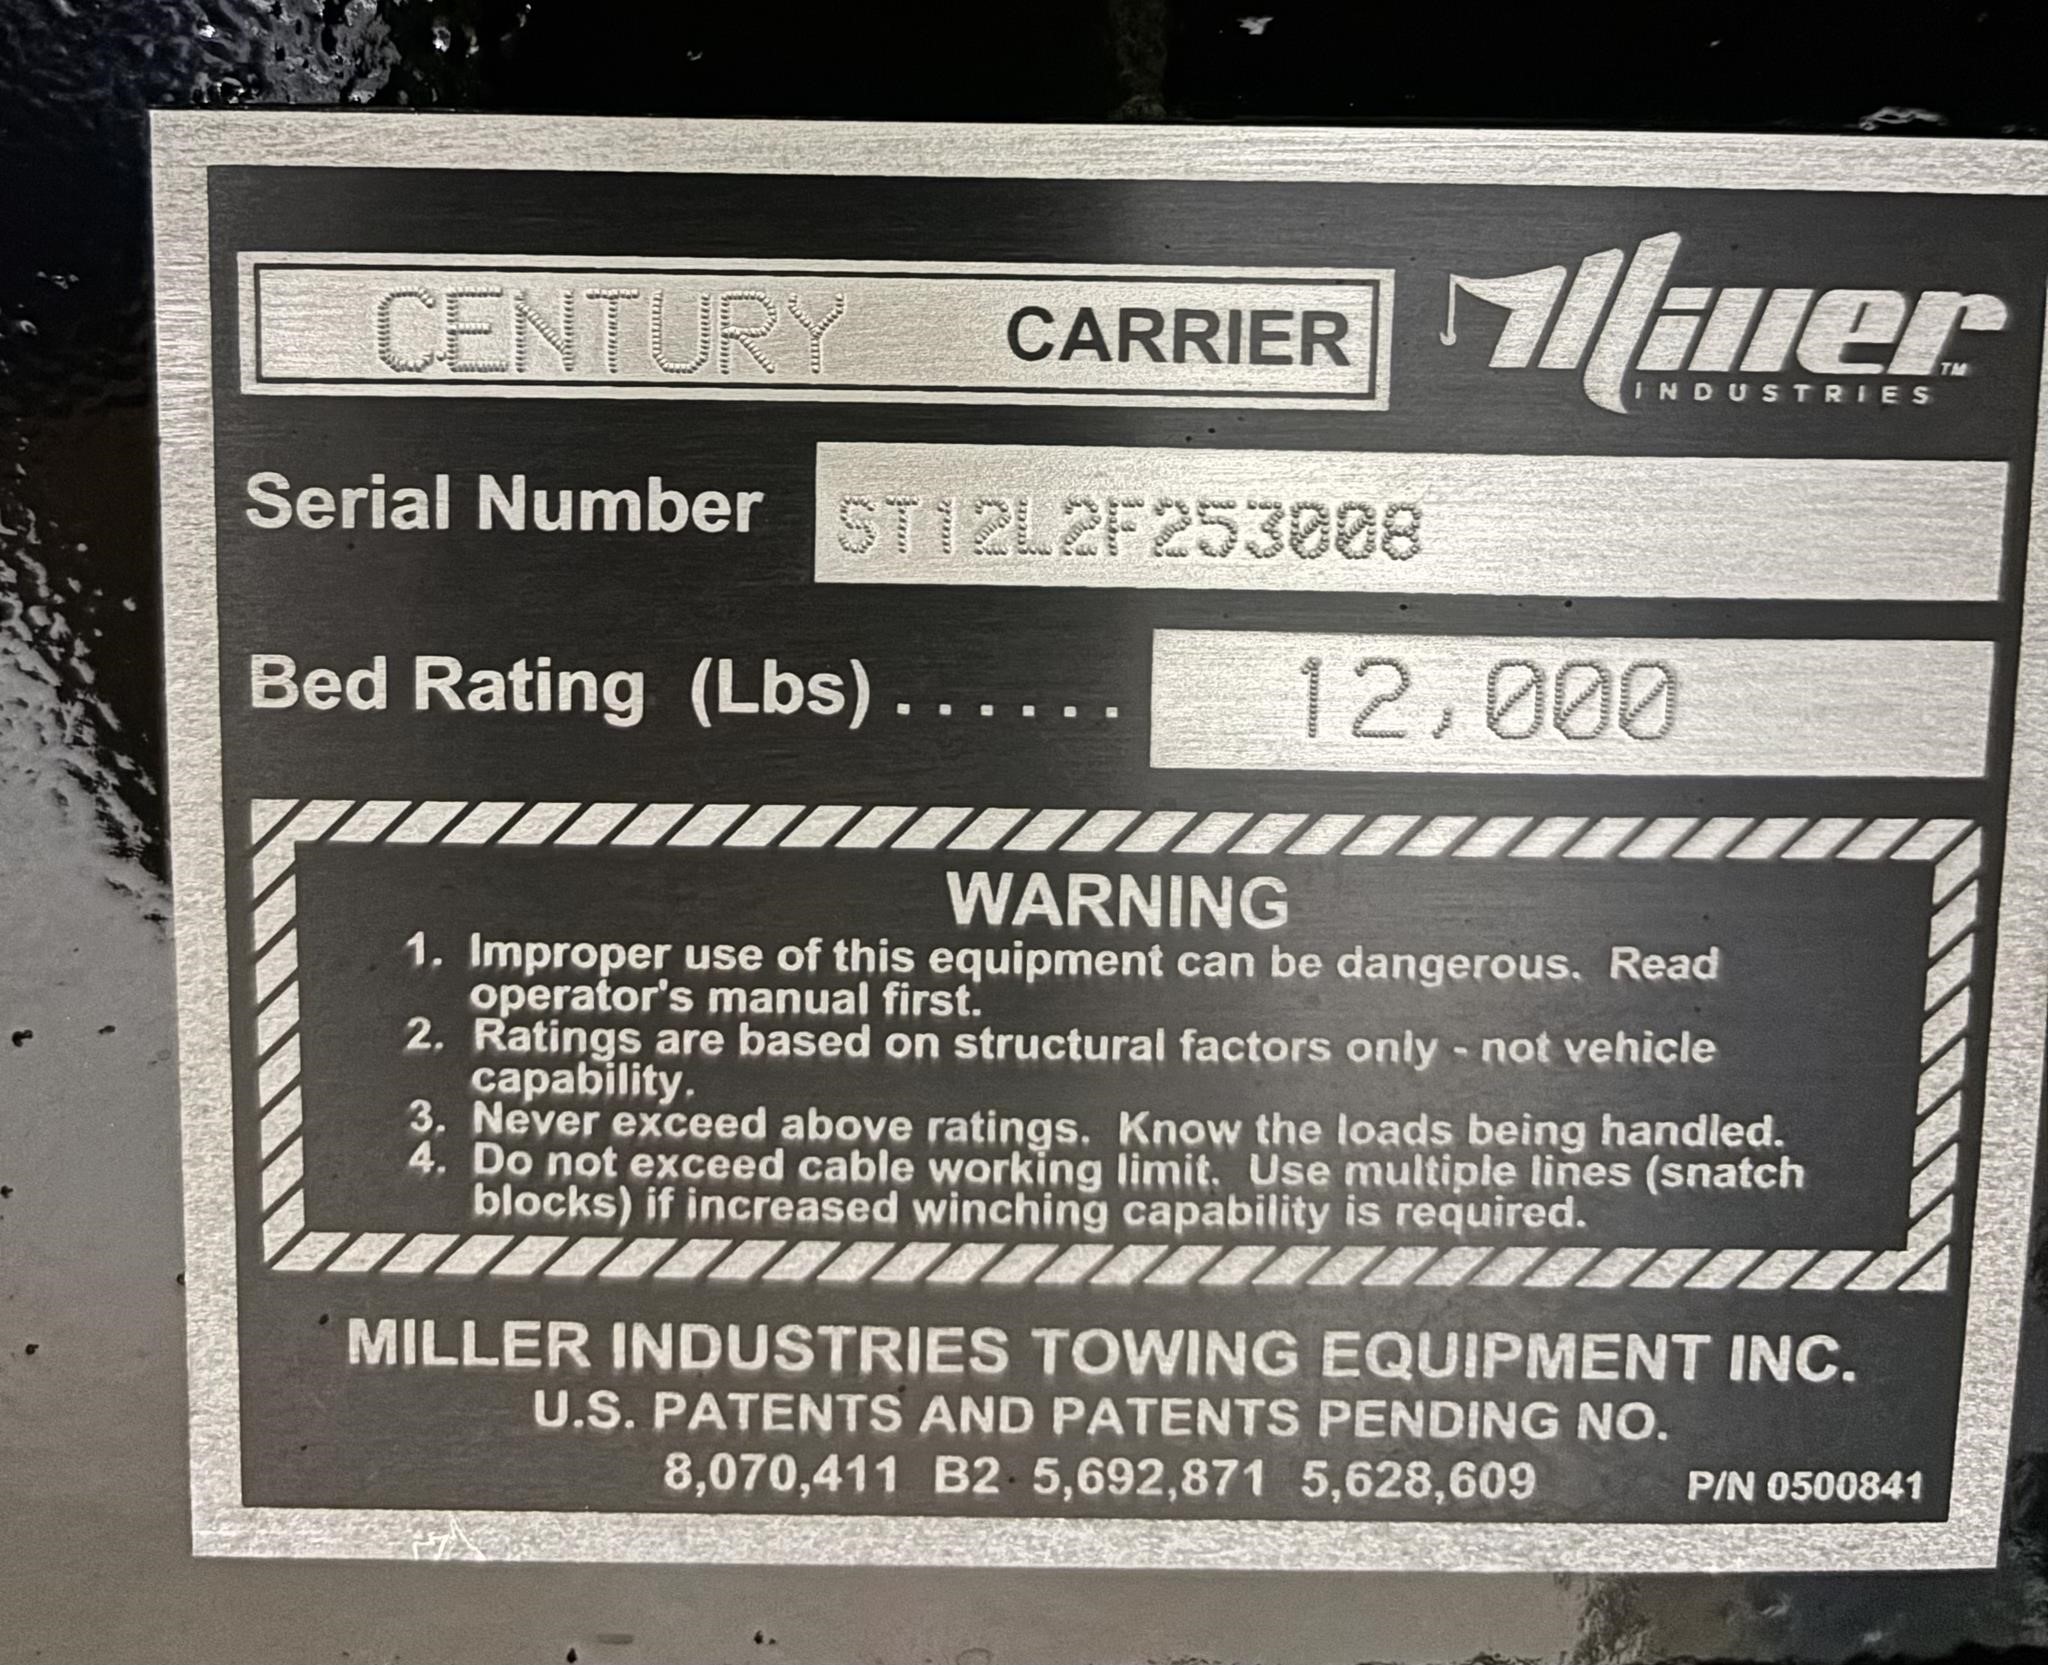 CENTURY CARRIER
Miller™
INDUSTRIES
Serial Number ST12L2F253008
Bed Rating (Lbs) ...... 12,000
WARNING
1. Improper use of this equipment can be dangerous. Read
operator's manual first.
2. Ratings are based on structural factors only - not vehicle
capability.
3. Never exceed above ratings. Know the loads being handled.
4. Do not exceed cable working limit. Use multiple lines (snatch
blocks) if increased winching capability is required.
MILLER INDUSTRIES TOWING EQUIPMENT INC.
U.S. PATENTS AND PATENTS PENDING NO.
8,070,411 B2 5,692,871 5,628,609 P/N 0500841